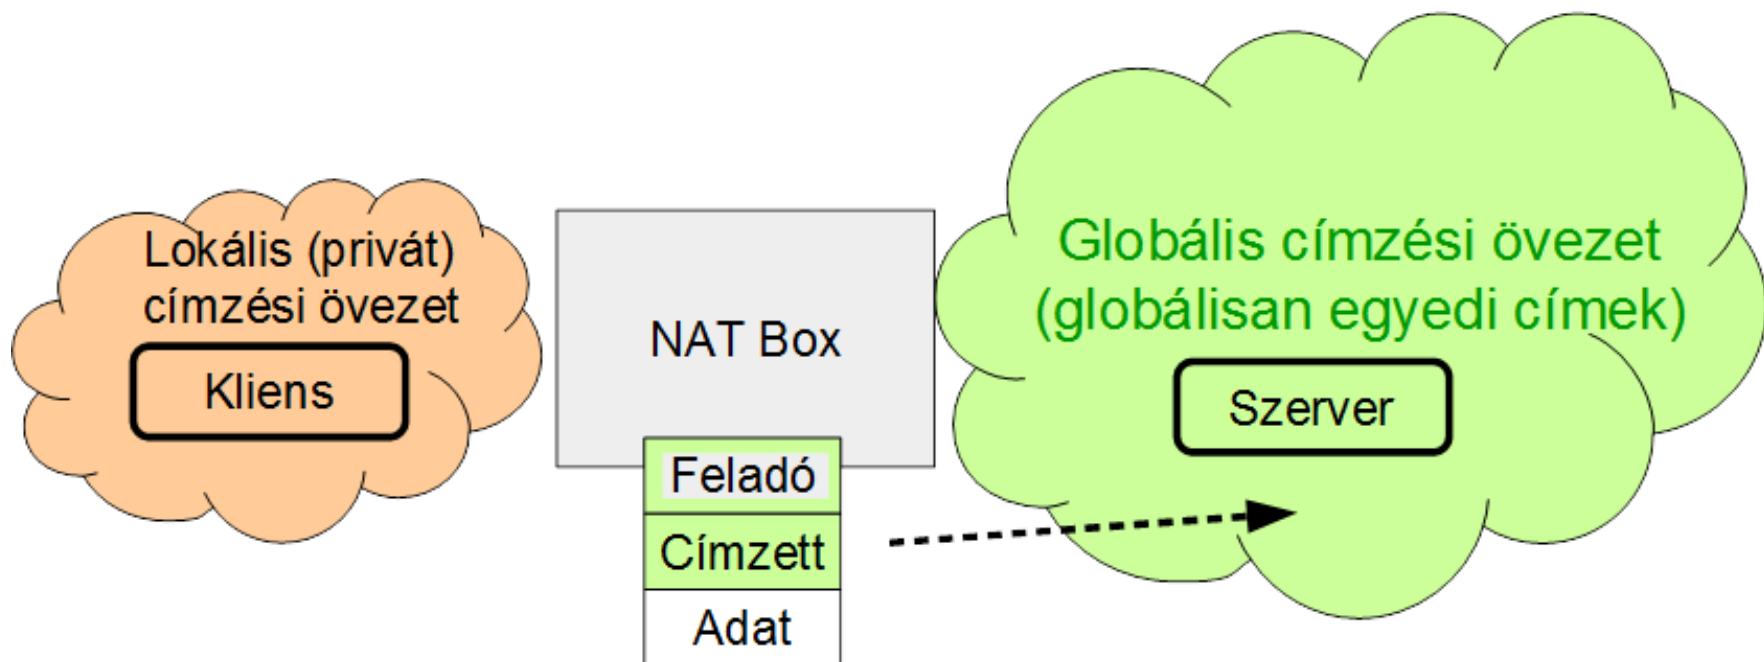 Lokális (privát)
címzési övezet
Kliens
NAT Box
Feladó
Címzett
Adat
Globális címzési övezet
(globálisan egyedi címek)
Szerver